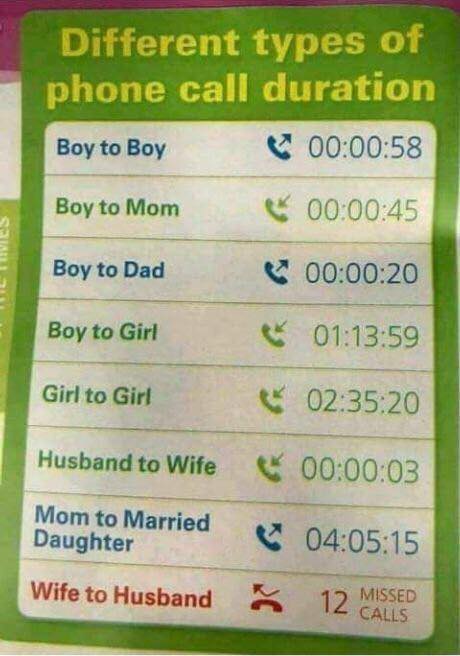 Different types of
phone call duration
Boy to Boy 00:00:58
Boy to Mom 00:00:45
Boy to Dad 00:00:20
Boy to Girl 01:13:59
Girl to Girl 02:35:20
Husband to Wife 00:00:03
Mom to Married
Daughter 04:05:15
Wife to Husband 12 MISSED
CALLS